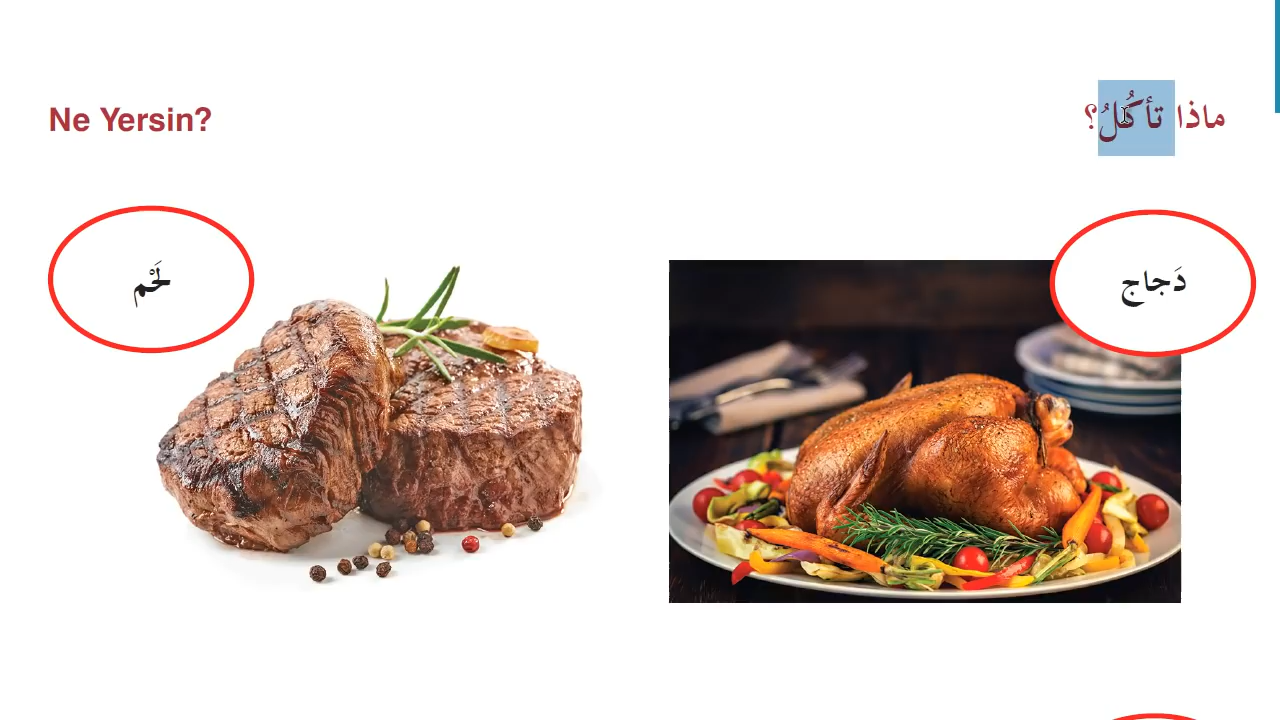 Ne Yersin?
ماذا تأكُلُ؟
لَحْم
دَجاج